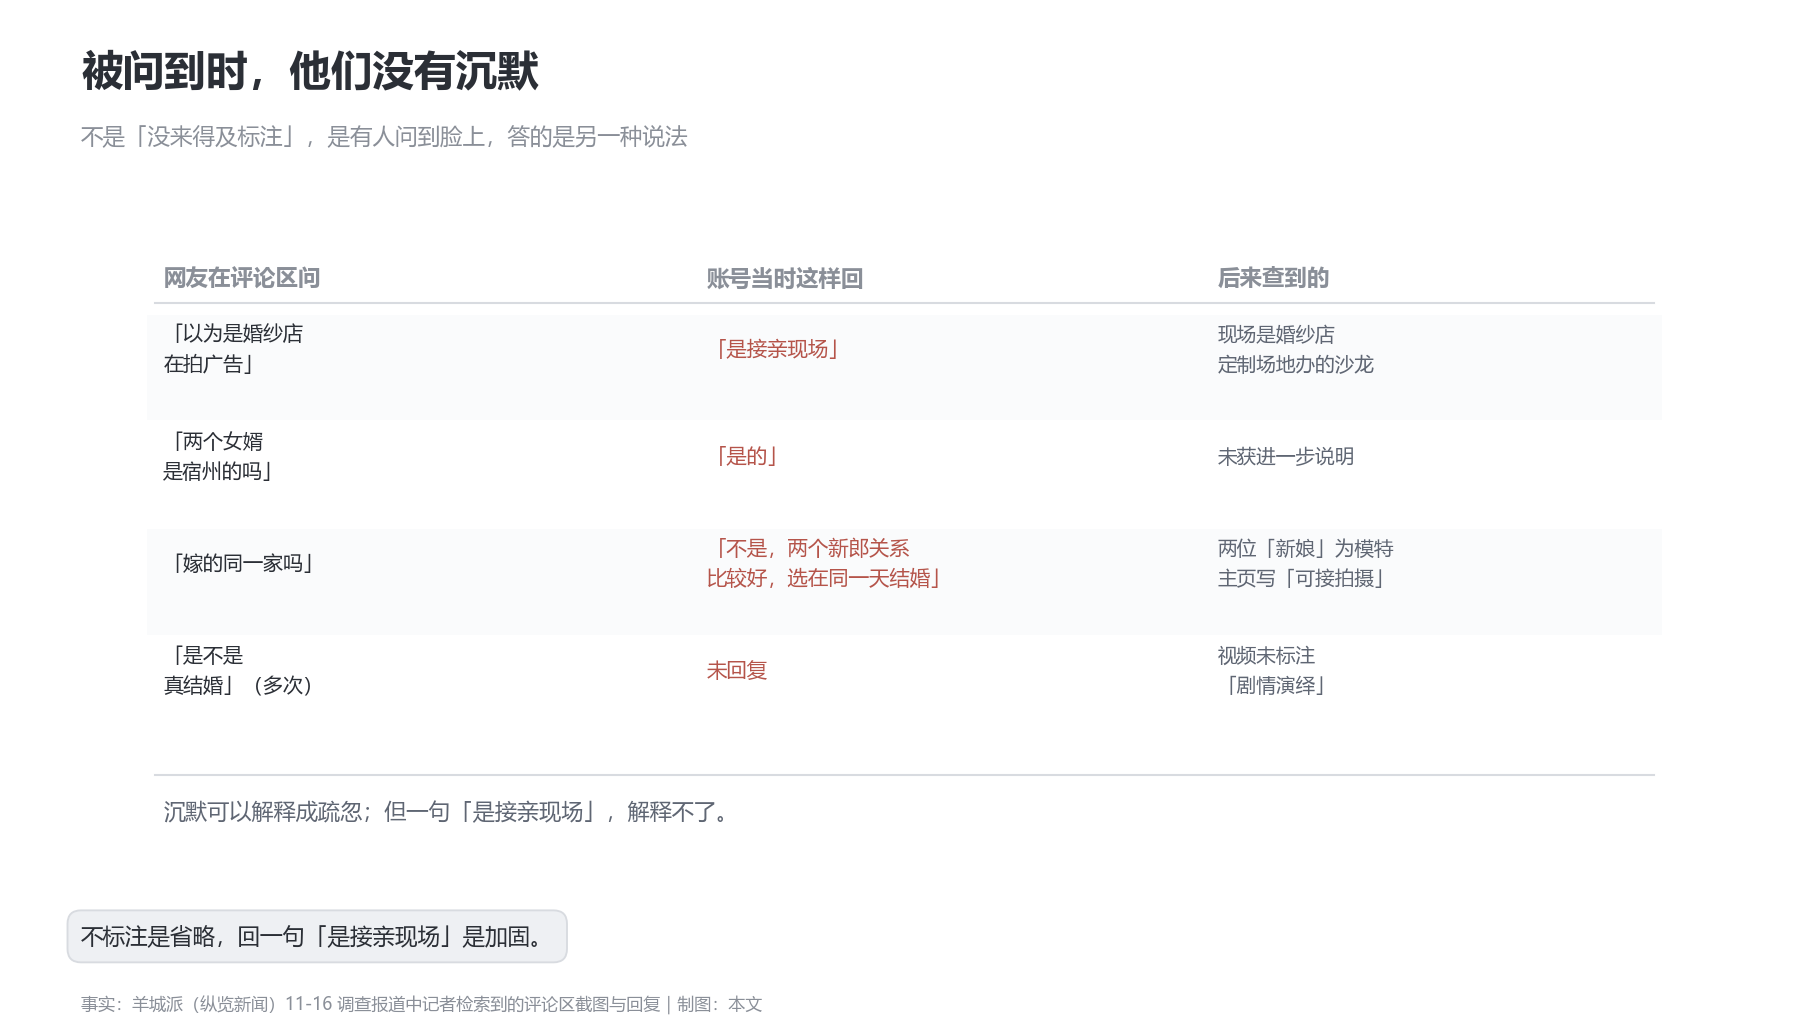 被问到时，他们没有沉默
不是「没来得及标注」，是有人问到脸上，答的是另一种说法
网友在评论区问
账号当时这样回
后来查到的
「以为是婚纱店
在拍广告」
「是接亲现场」
现场是婚纱店
定制场地办的沙龙
「两个女婿
是宿州的吗」
「是的」
未获进一步说明
「嫁的同一家吗」
「不是，两个新郎关系
比较好，选在同一天结婚」
两位「新娘」为模特
主页写「可接拍摄」
「是不是
真结婚」（多次）
未回复
视频未标注
「剧情演绎」
沉默可以解释成疏忽；但一句「是接亲现场」，解释不了。
不标注是省略，回一句「是接亲现场」是加固。
事实：羊城派（纵览新闻）11-16 调查报道中记者检索到的评论区截图与回复 | 制图：本文